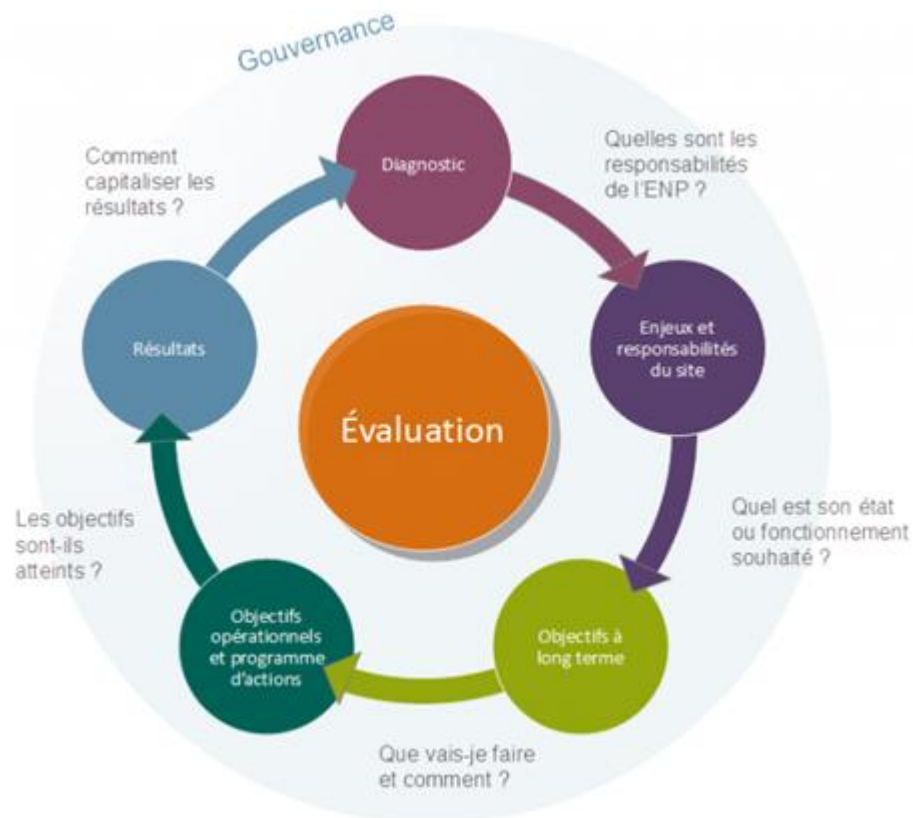 Gouvernance
Diagnostic
Quelles sont les
responsabilités
de l'ENP ?
Enjeux et
responsabilités
du site
Quel est son état
ou fonctionnement
souhaité ?
Objectifs à
long terme
Que vais-je faire
et comment ?
Objectifs
opérationnels
et programme
d'actions
Les objectifs
sont-ils
atteints ?
Résultats
Comment
capitaliser les
résultats ?
Évaluation